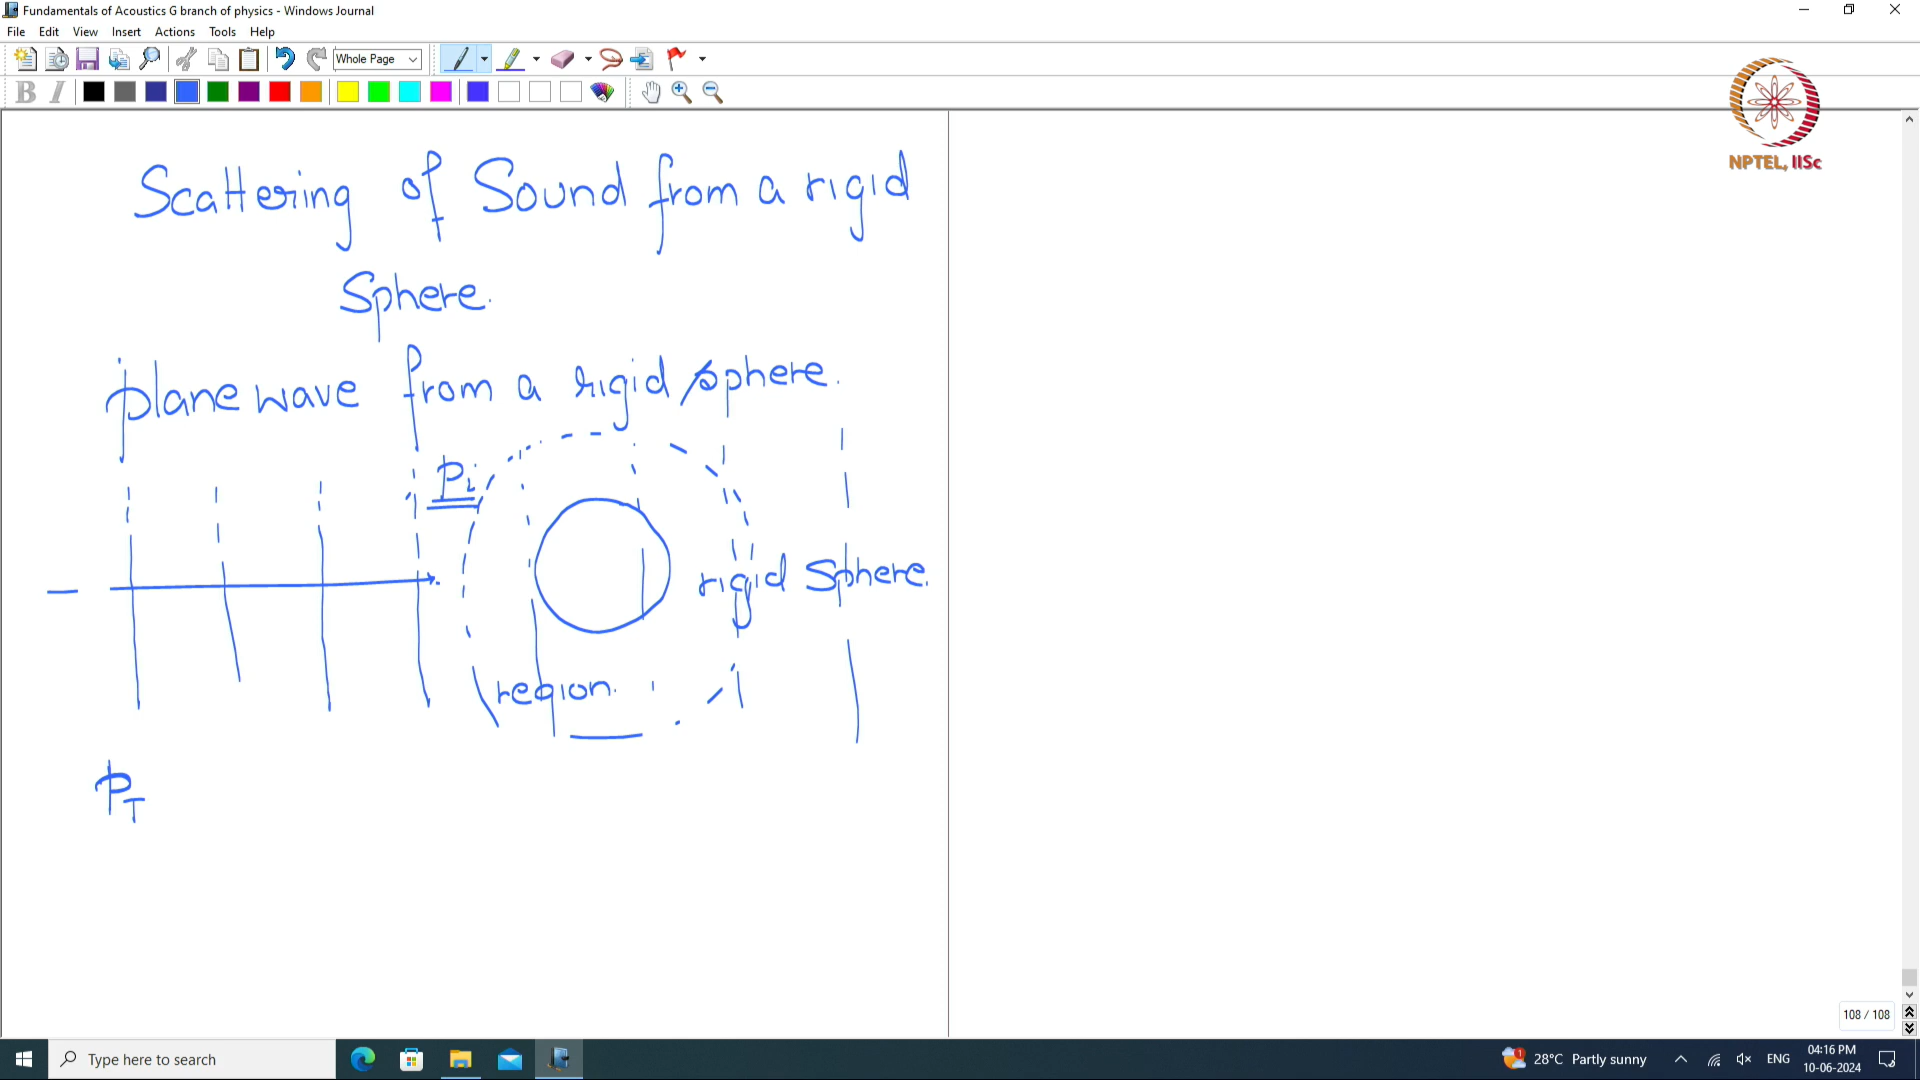 Fundamentals of Acoustics G branch of physics - Windows Journal
File Edit View Insert Actions Tools Help
Whole Page
B I
NPTEL, IISc
Scattering of Sound from a rigid
Sphere.
plane wave from a rigid sphere.
Pi
rigid Sphere.
region.
PT
108 / 108
Type here to search
1
28°C Partly sunny
ENG
04:16 PM
10-06-2024